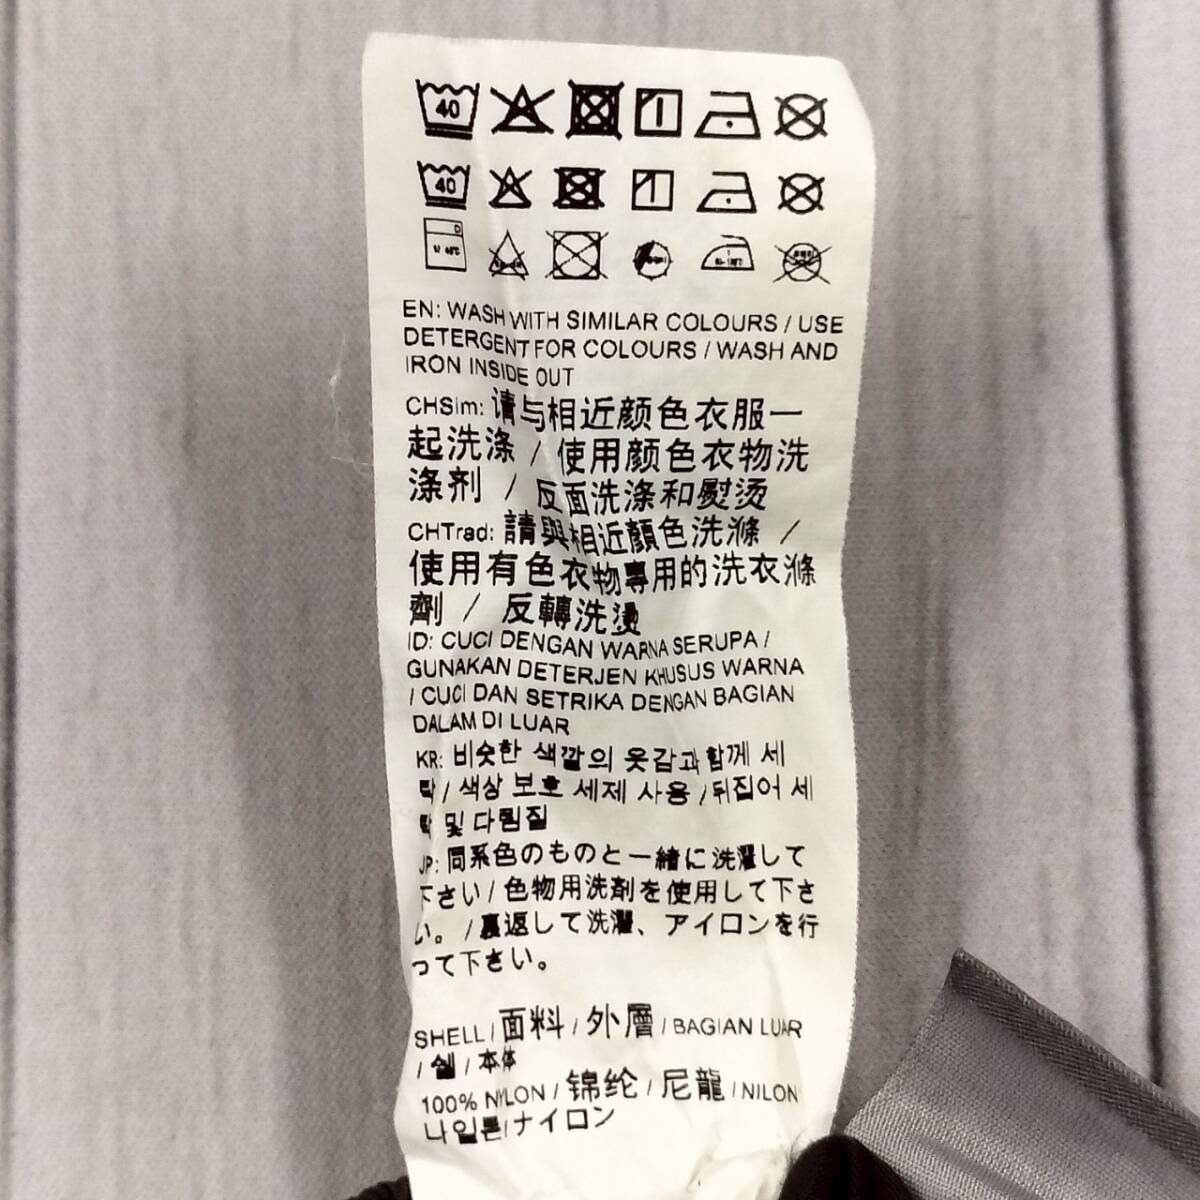 40
40
EN: WASH WITH SIMILAR COLOURS / USE
DETERGENT FOR COLOURS / WASH AND
IRON INSIDE OUT
CHSim: 请与相近颜色衣服一
起洗涤 / 使用颜色衣物洗
涤剂 / 反面洗涤和熨烫
CHTrad: 請與相近顏色洗滌 /
使用有色衣物專用的洗衣滌
劑 / 反轉洗燙
ID: CUCI DENGAN WARNA SERUPA /
GUNAKAN DETERJEN KHUSUS WARNA
/ CUCI DAN SETRIKA DENGAN BAGIAN
DALAM DI LUAR
KR: 비슷한 색깔의 옷감과 함께 세
탁 / 색상 보호 세제 사용 / 뒤집어 세
탁 및 다림질
JP: 同系色のものと一緒に洗濯して
下さい / 色物用洗剤を使用して下さ
い。 / 裏返して洗濯、アイロンを行
って下さい。
SHELL / 面料 / 外層 / BAGIAN LUAR
/ 쉘 / 本体
100% NYLON / 锦纶 / 尼龍 / NILON
나일론 / ナイロン